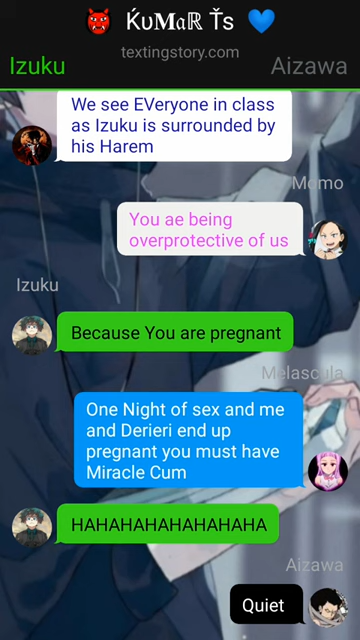 👹 ḰυMαℝ Ťs 💙
textingstory.com
Izuku
Aizawa
We see EVeryone in class
as Izuku is surrounded by
his Harem
Momo
You ae being
overprotective of us
Izuku
Because You are pregnant
Melascula
One Night of sex and me
and Derieri end up
pregnant you must have
Miracle Cum
HAHAHAHAHAHAHAHA
Aizawa
Quiet